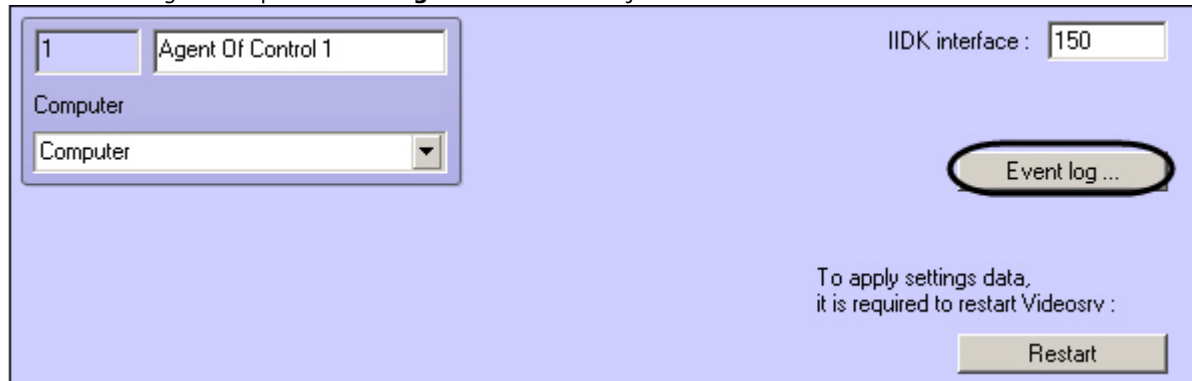 1
Agent Of Control 1
IIDK interface : 150
Computer
Computer
Event log ...
To apply settings data,
it is required to restart Videosrv :
Restart